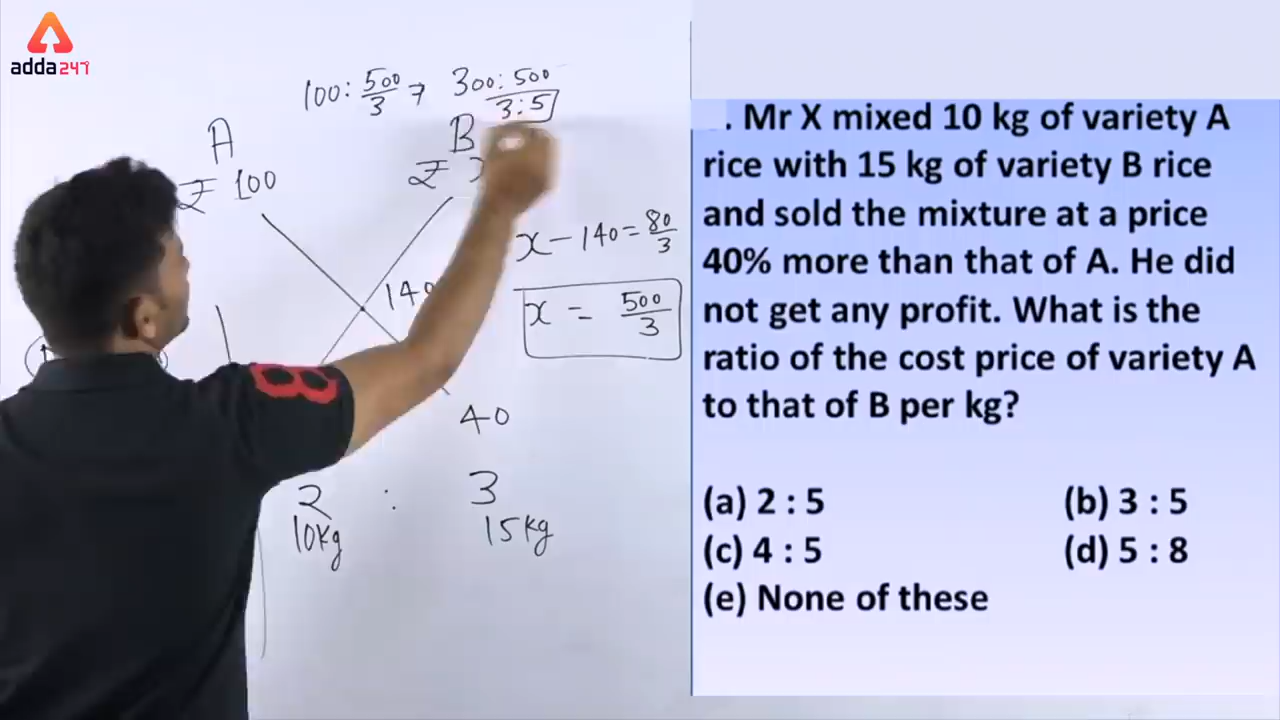 adda247
100 : 500/3 → 300 : 500
3 : 5
A
B
₹ 100
₹
x - 140 = 80/3
140
x = 500/3
40
2 : 3
10kg
15kg
. Mr X mixed 10 kg of variety A
rice with 15 kg of variety B rice
and sold the mixture at a price
40% more than that of A. He did
not get any profit. What is the
ratio of the cost price of variety A
to that of B per kg?
(a) 2 : 5
(b) 3 : 5
(c) 4 : 5
(d) 5 : 8
(e) None of these